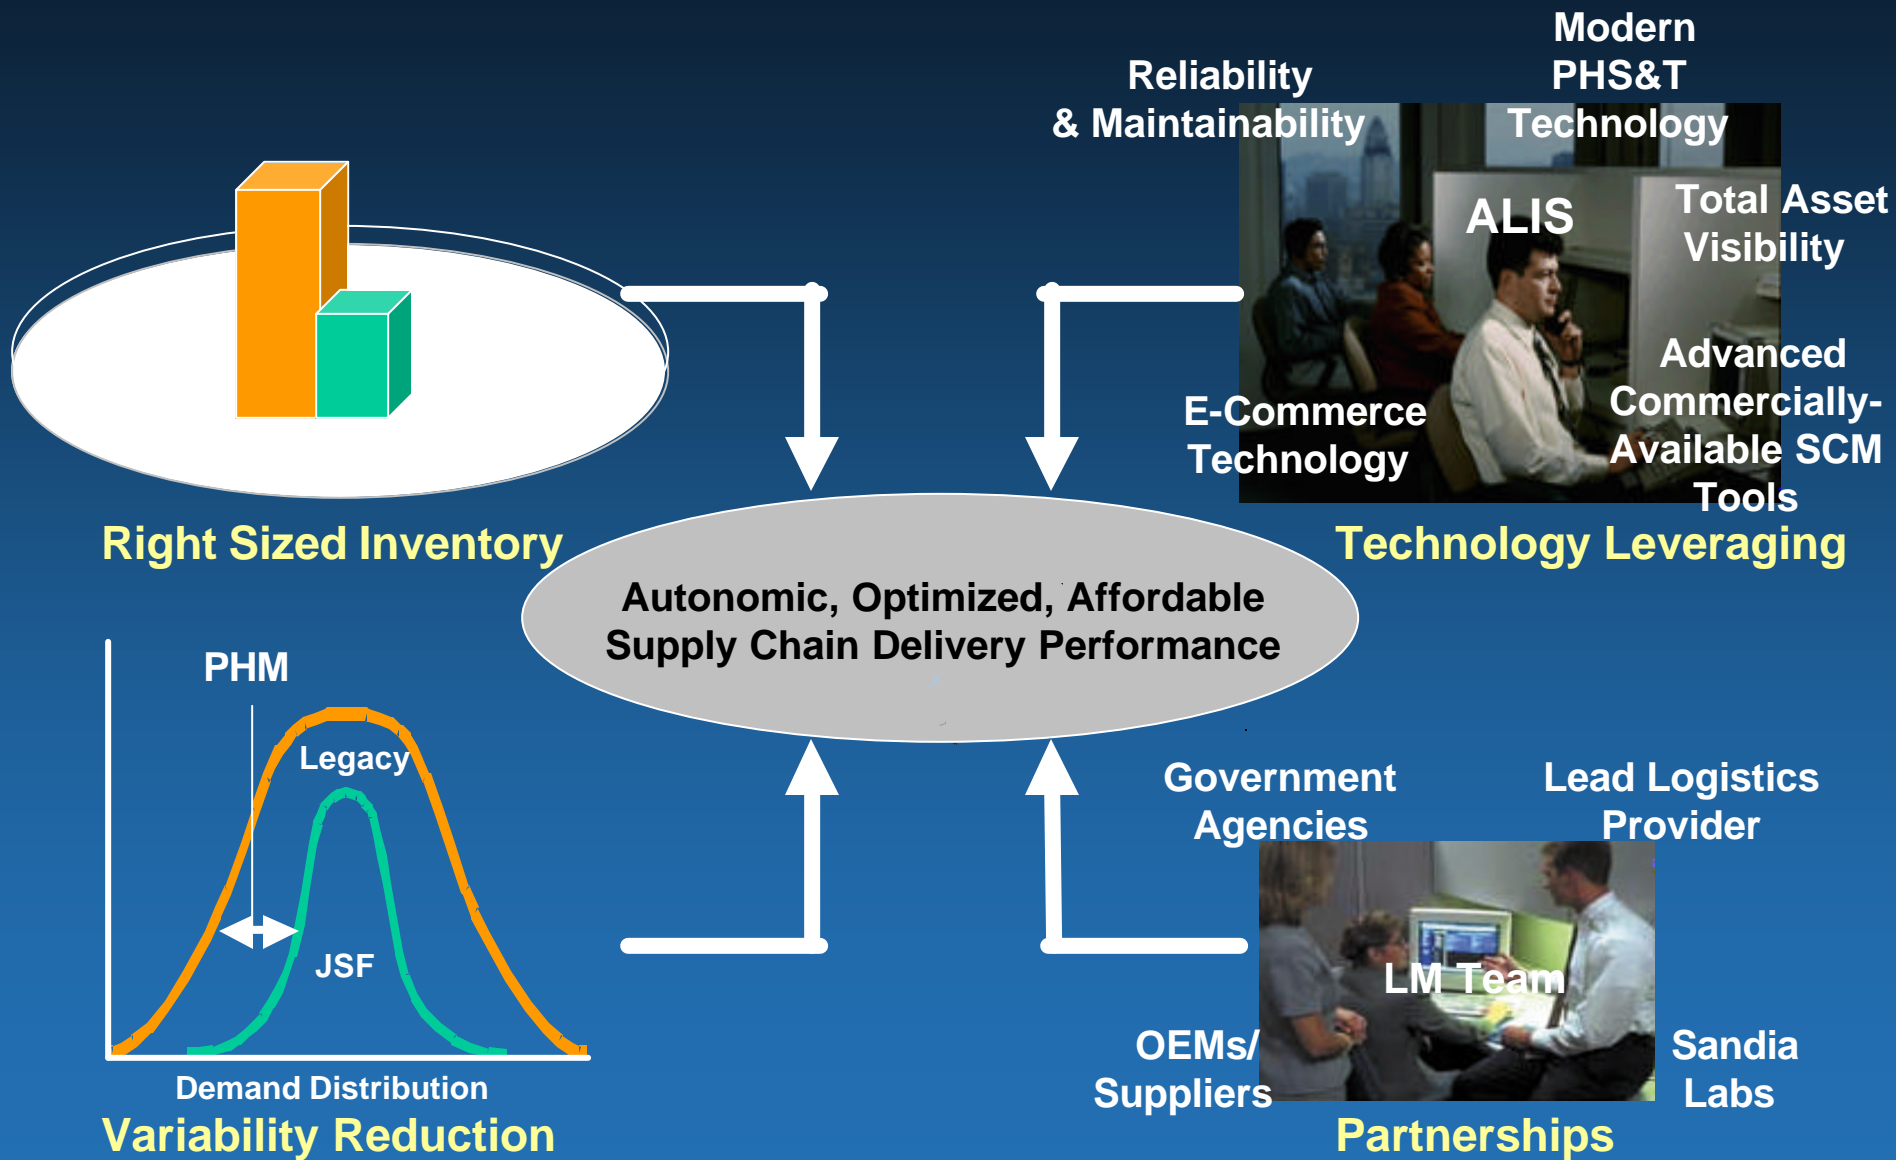 Modern
PHS&T
Technology
Reliability
& Maintainability
ALIS
Total Asset
Visibility
Advanced
Commercially-
Available SCM
Tools
E-Commerce
Technology
Right Sized Inventory
Technology Leveraging
Autonomic, Optimized, Affordable
Supply Chain Delivery Performance
PHM
Legacy
JSF
Demand Distribution
Variability Reduction
Government
Agencies
Lead Logistics
Provider
LM Team
OEMs/
Suppliers
Sandia
Labs
Partnerships